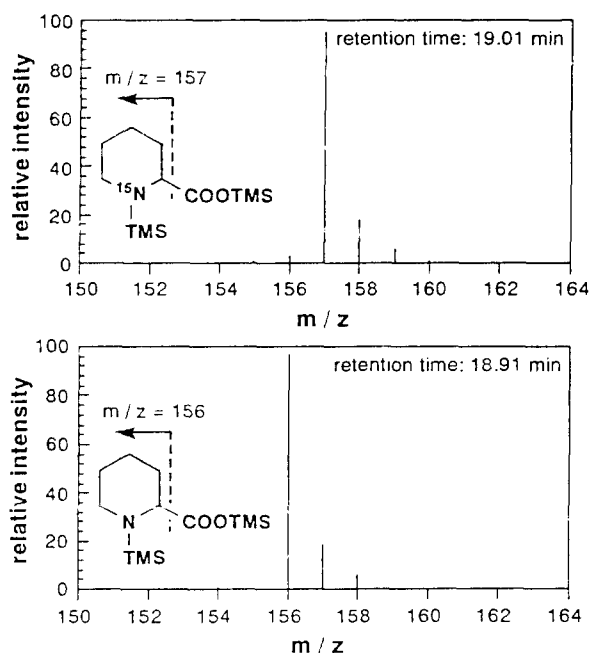 100
80
60
40
20
0
relative intensity
retention time: 19.01 min
m / z = 157
15N
COOTMS
TMS
150 152 154 156 158 160 162 164
m / z
100
80
60
40
20
0
relative intensity
retention time: 18.91 min
m / z = 156
N
COOTMS
TMS
150 152 154 156 158 160 162 164
m / z